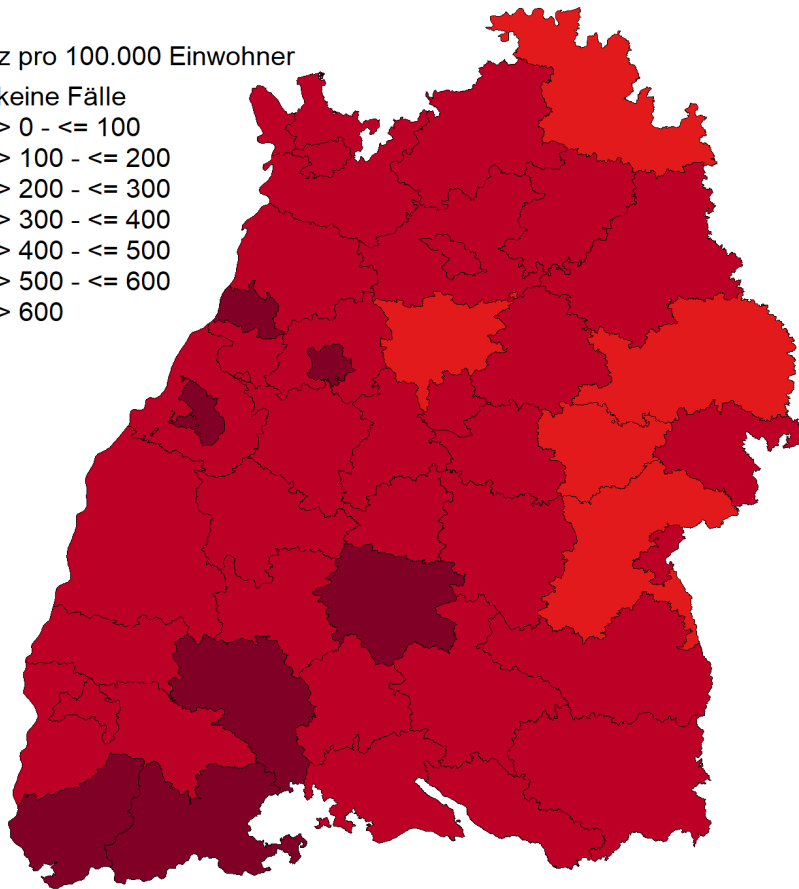 z pro 100.000 Einwohner
keine Fälle
> 0 - <= 100
> 100 - <= 200
> 200 - <= 300
> 300 - <= 400
> 400 - <= 500
> 500 - <= 600
> 600